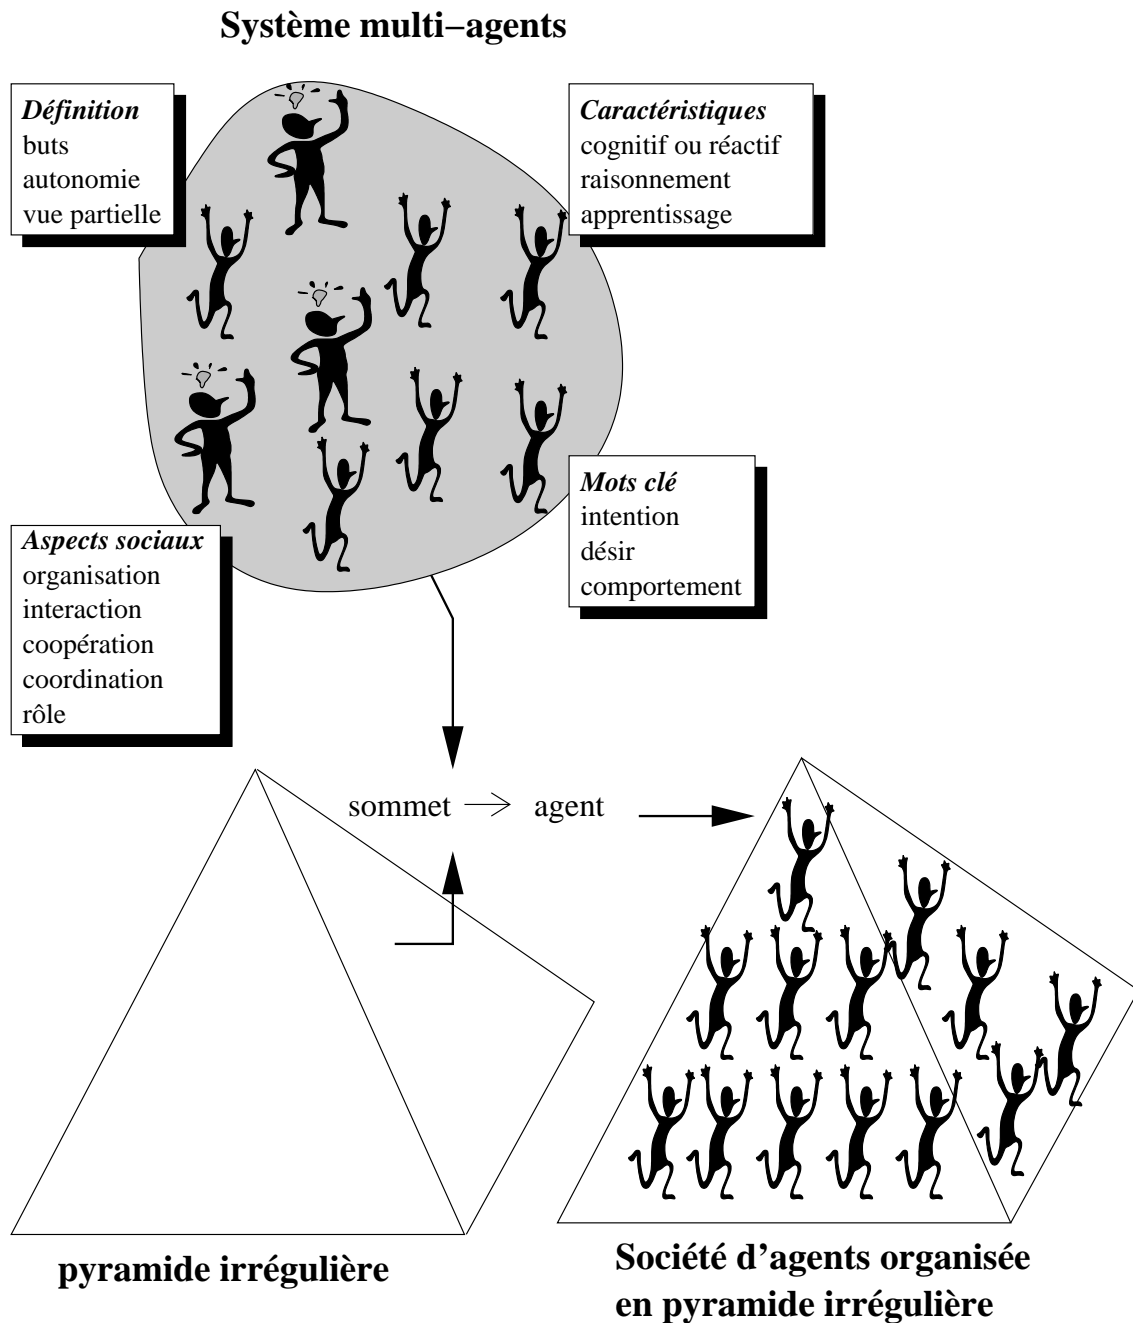 Système multi–agents
Définition
buts
autonomie
vue partielle
Caractéristiques
cognitif ou réactif
raisonnement
apprentissage
Mots clé
intention
désir
comportement
Aspects sociaux
organisation
interaction
coopération
coordination
rôle
sommet → agent
pyramide irrégulière
Société d'agents organisée
en pyramide irrégulière